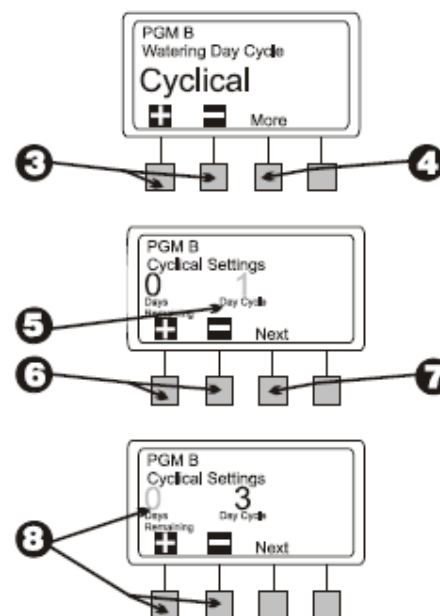 PGM B
Watering Day Cycle
Cyclical
+ - More
3 4
PGM B
Cyclical Settings
0 1
Days Remaining Day Cycle
5
+ - Next
6 7
PGM B
Cyclical Settings
0 3
Days Remaining Day Cycle
8
+ - Next